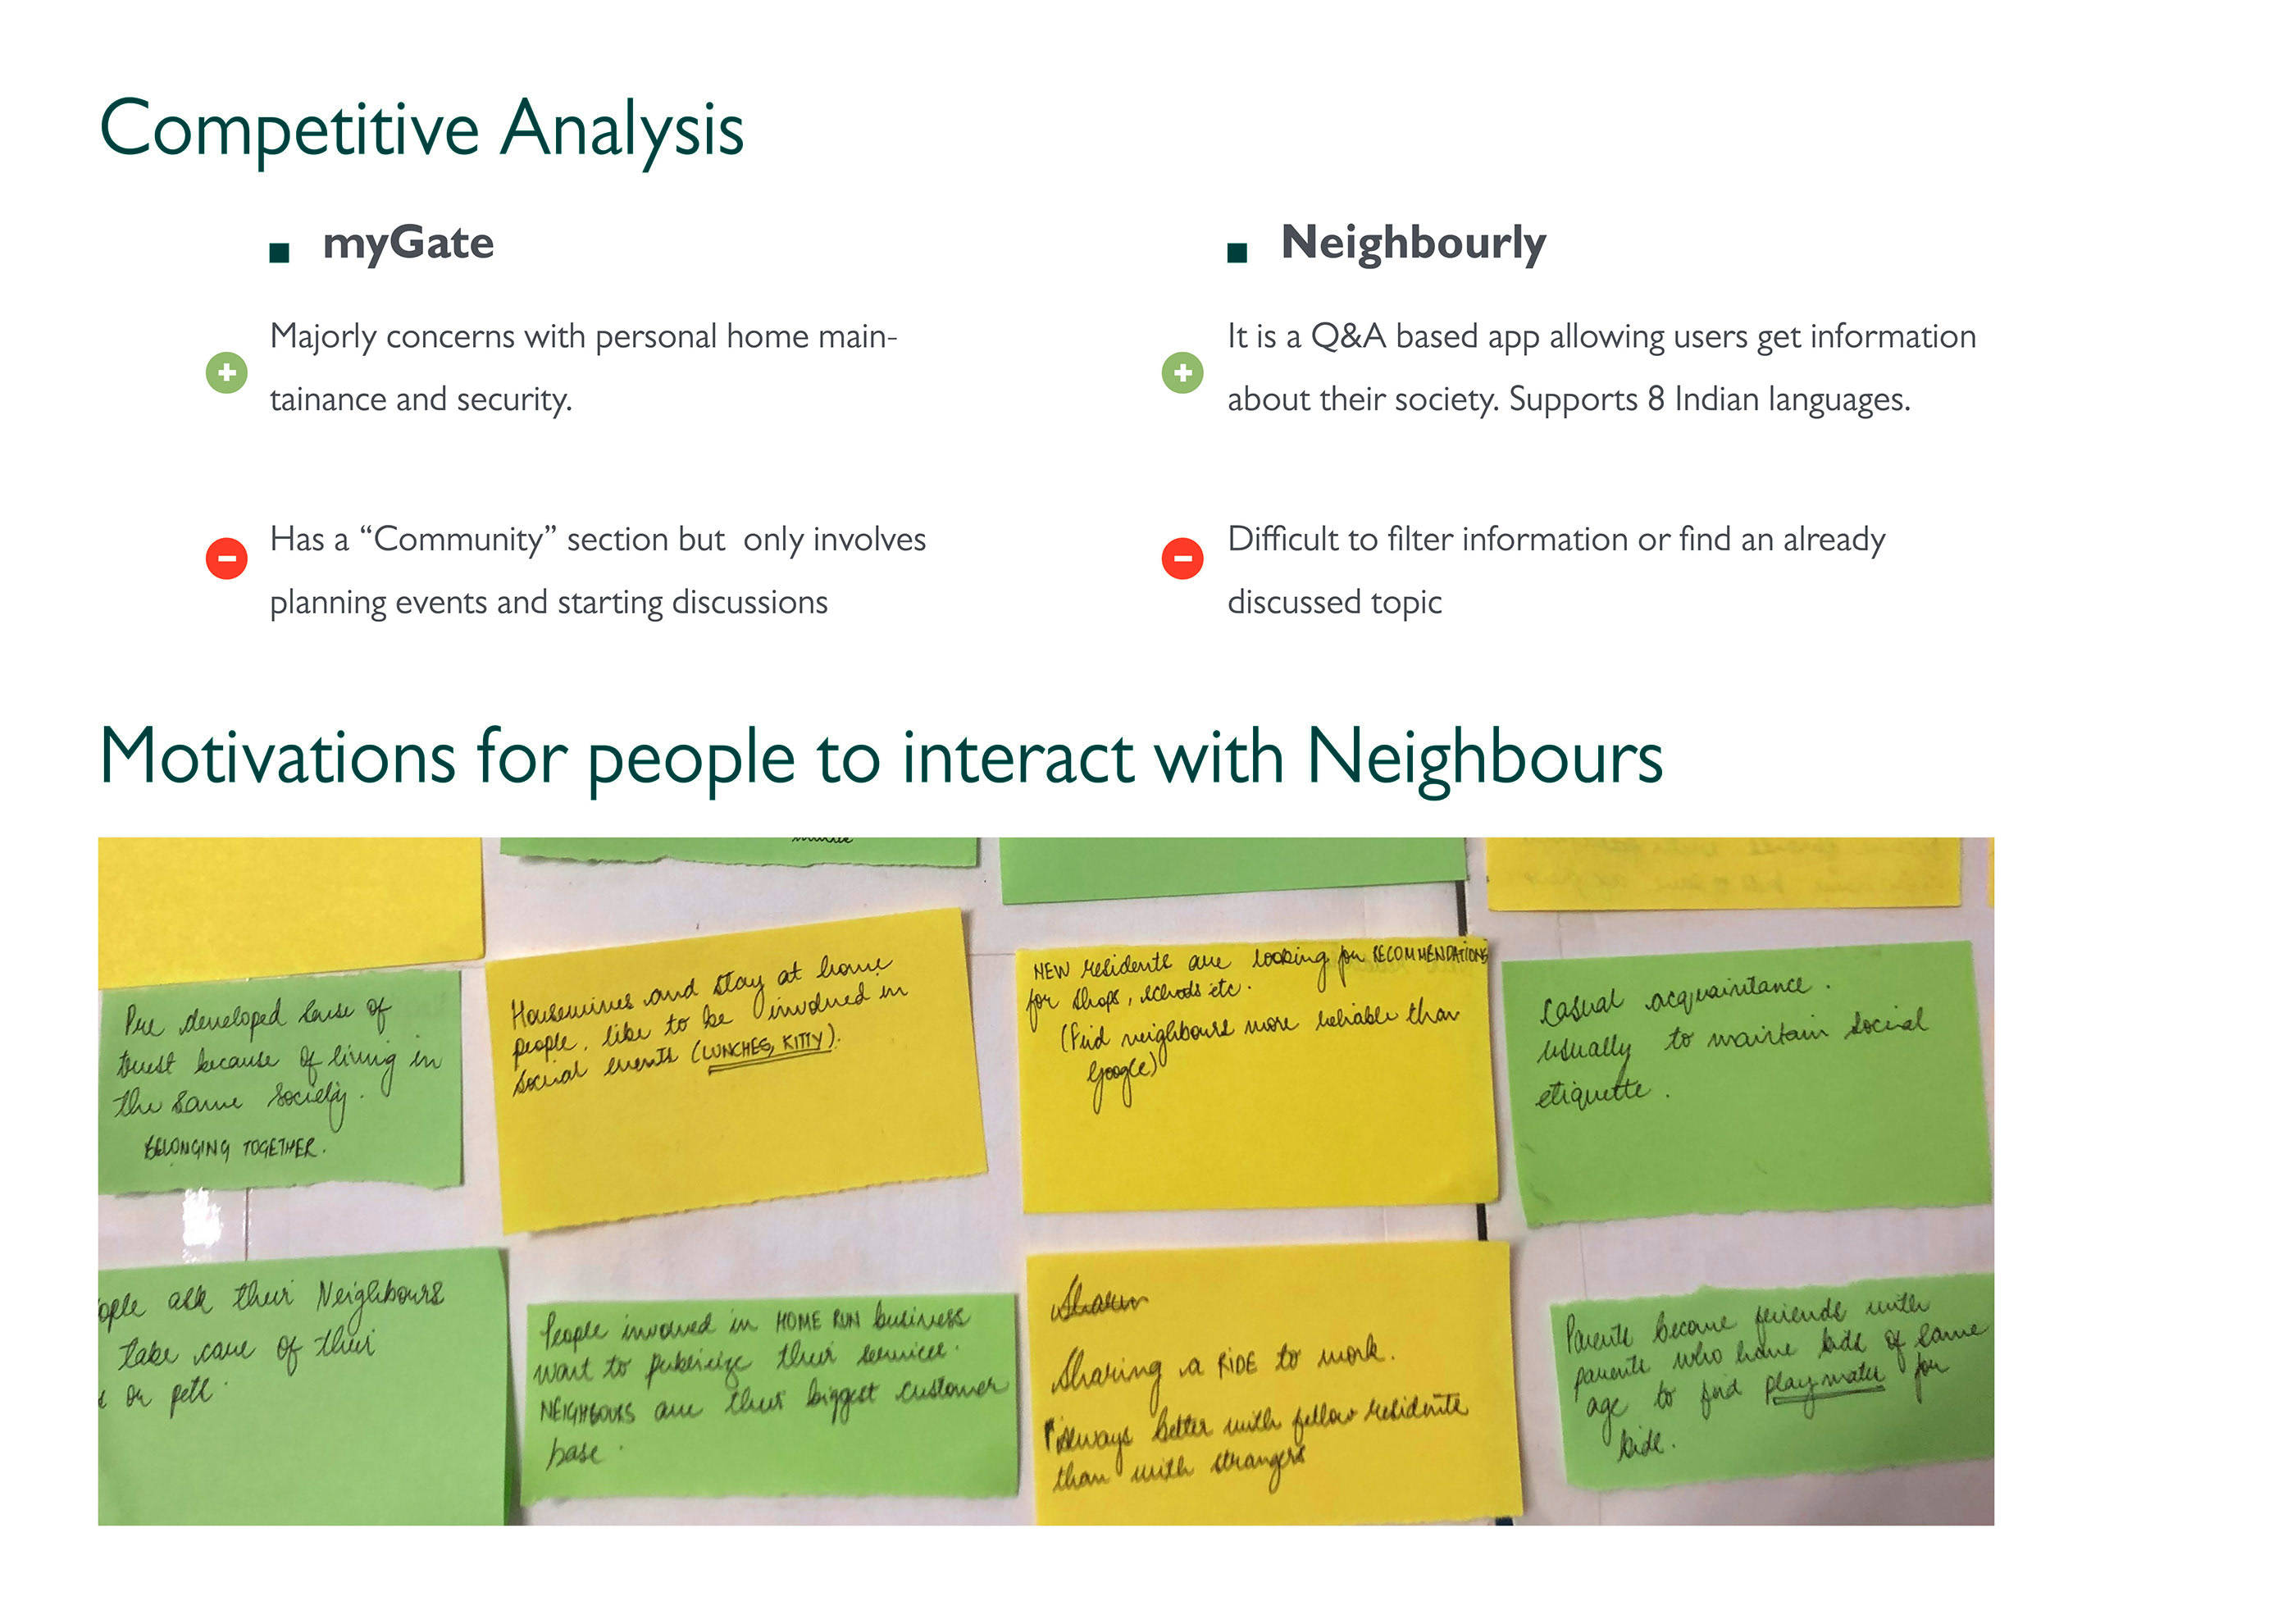 Competitive Analysis
myGate
Majorly concerns with personal home main-
tainance and security.
Has a “Community” section but only involves
planning events and starting discussions
Neighbourly
It is a Q&A based app allowing users get information
about their society. Supports 8 Indian languages.
Difficult to filter information or find an already
discussed topic
Motivations for people to interact with Neighbours
Pre developed sense of
trust because of living in
the same society.
BELONGING TOGETHER.
Housewives and stay at home
people, like to be involved in
social events (LUNCHES, KITTY).
NEW residents are looking for RECOMMENDATIONS
for shops, schools etc.
(Find neighbours more reliable than
Google)
Casual acquaintance.
usually to maintain social
etiquette.
ople ask their Neighbours
take care of their
or pets.
People involved in HOME RUN business
want to publicize their services.
NEIGHBOURS are their biggest customer
base.
Sharing a RIDE to work.
Always better with fellow residents
than with strangers
Parents become friends with
parents who have kids of same
age to find playmates for
kids.